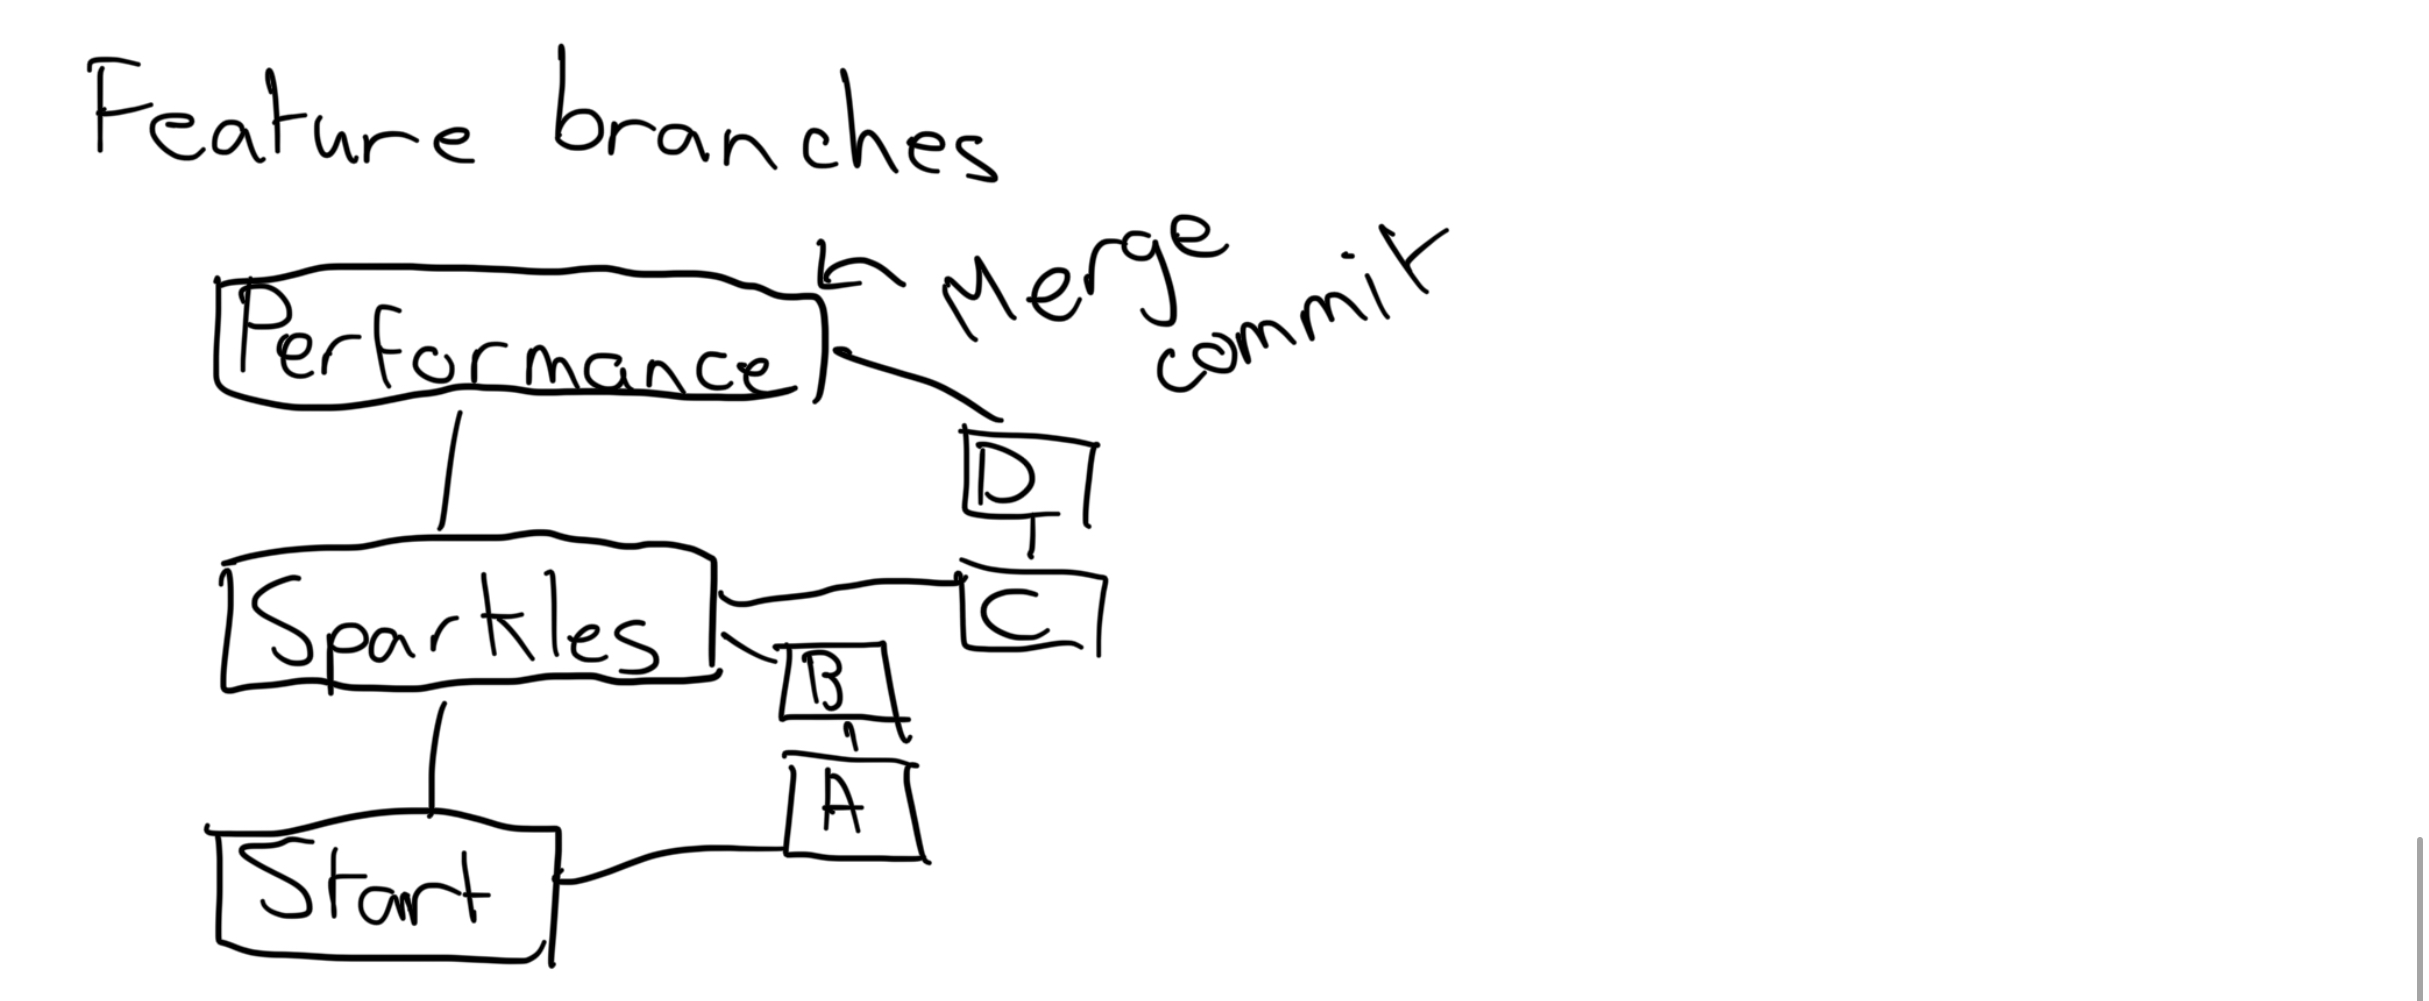 Feature branches
Merge
commit
Performance
D
Sparkles
C
B
A
Start